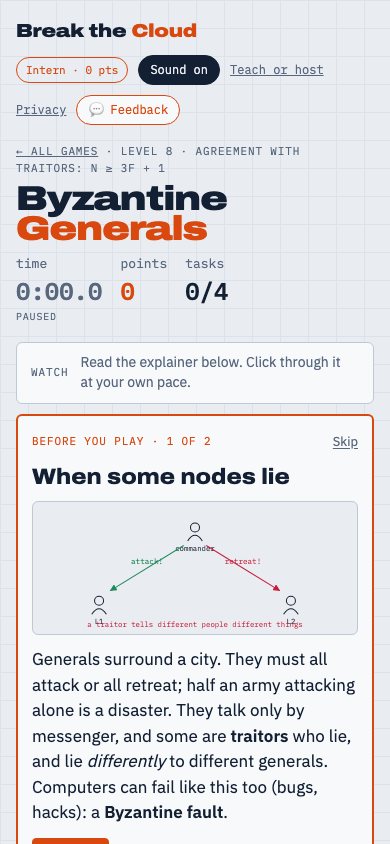 Break the Cloud
Intern · 0 pts
Sound on
Teach or host
Privacy
💬 Feedback
← ALL GAMES · LEVEL 8 · AGREEMENT WITH
TRAITORS: N ≥ 3F + 1
Byzantine
Generals
time points tasks
0:00.0 0 0/4
PAUSED
WATCH
Read the explainer below. Click through it
at your own pace.
BEFORE YOU PLAY · 1 OF 2
Skip
When some nodes lie
commander
attack!
retreat!
L1
L2
a traitor tells different people different things
Generals surround a city. They must all
attack or all retreat; half an army attacking
alone is a disaster. They talk only by
messenger, and some are traitors who lie,
and lie differently to different generals.
Computers can fail like this too (bugs,
hacks): a Byzantine fault.